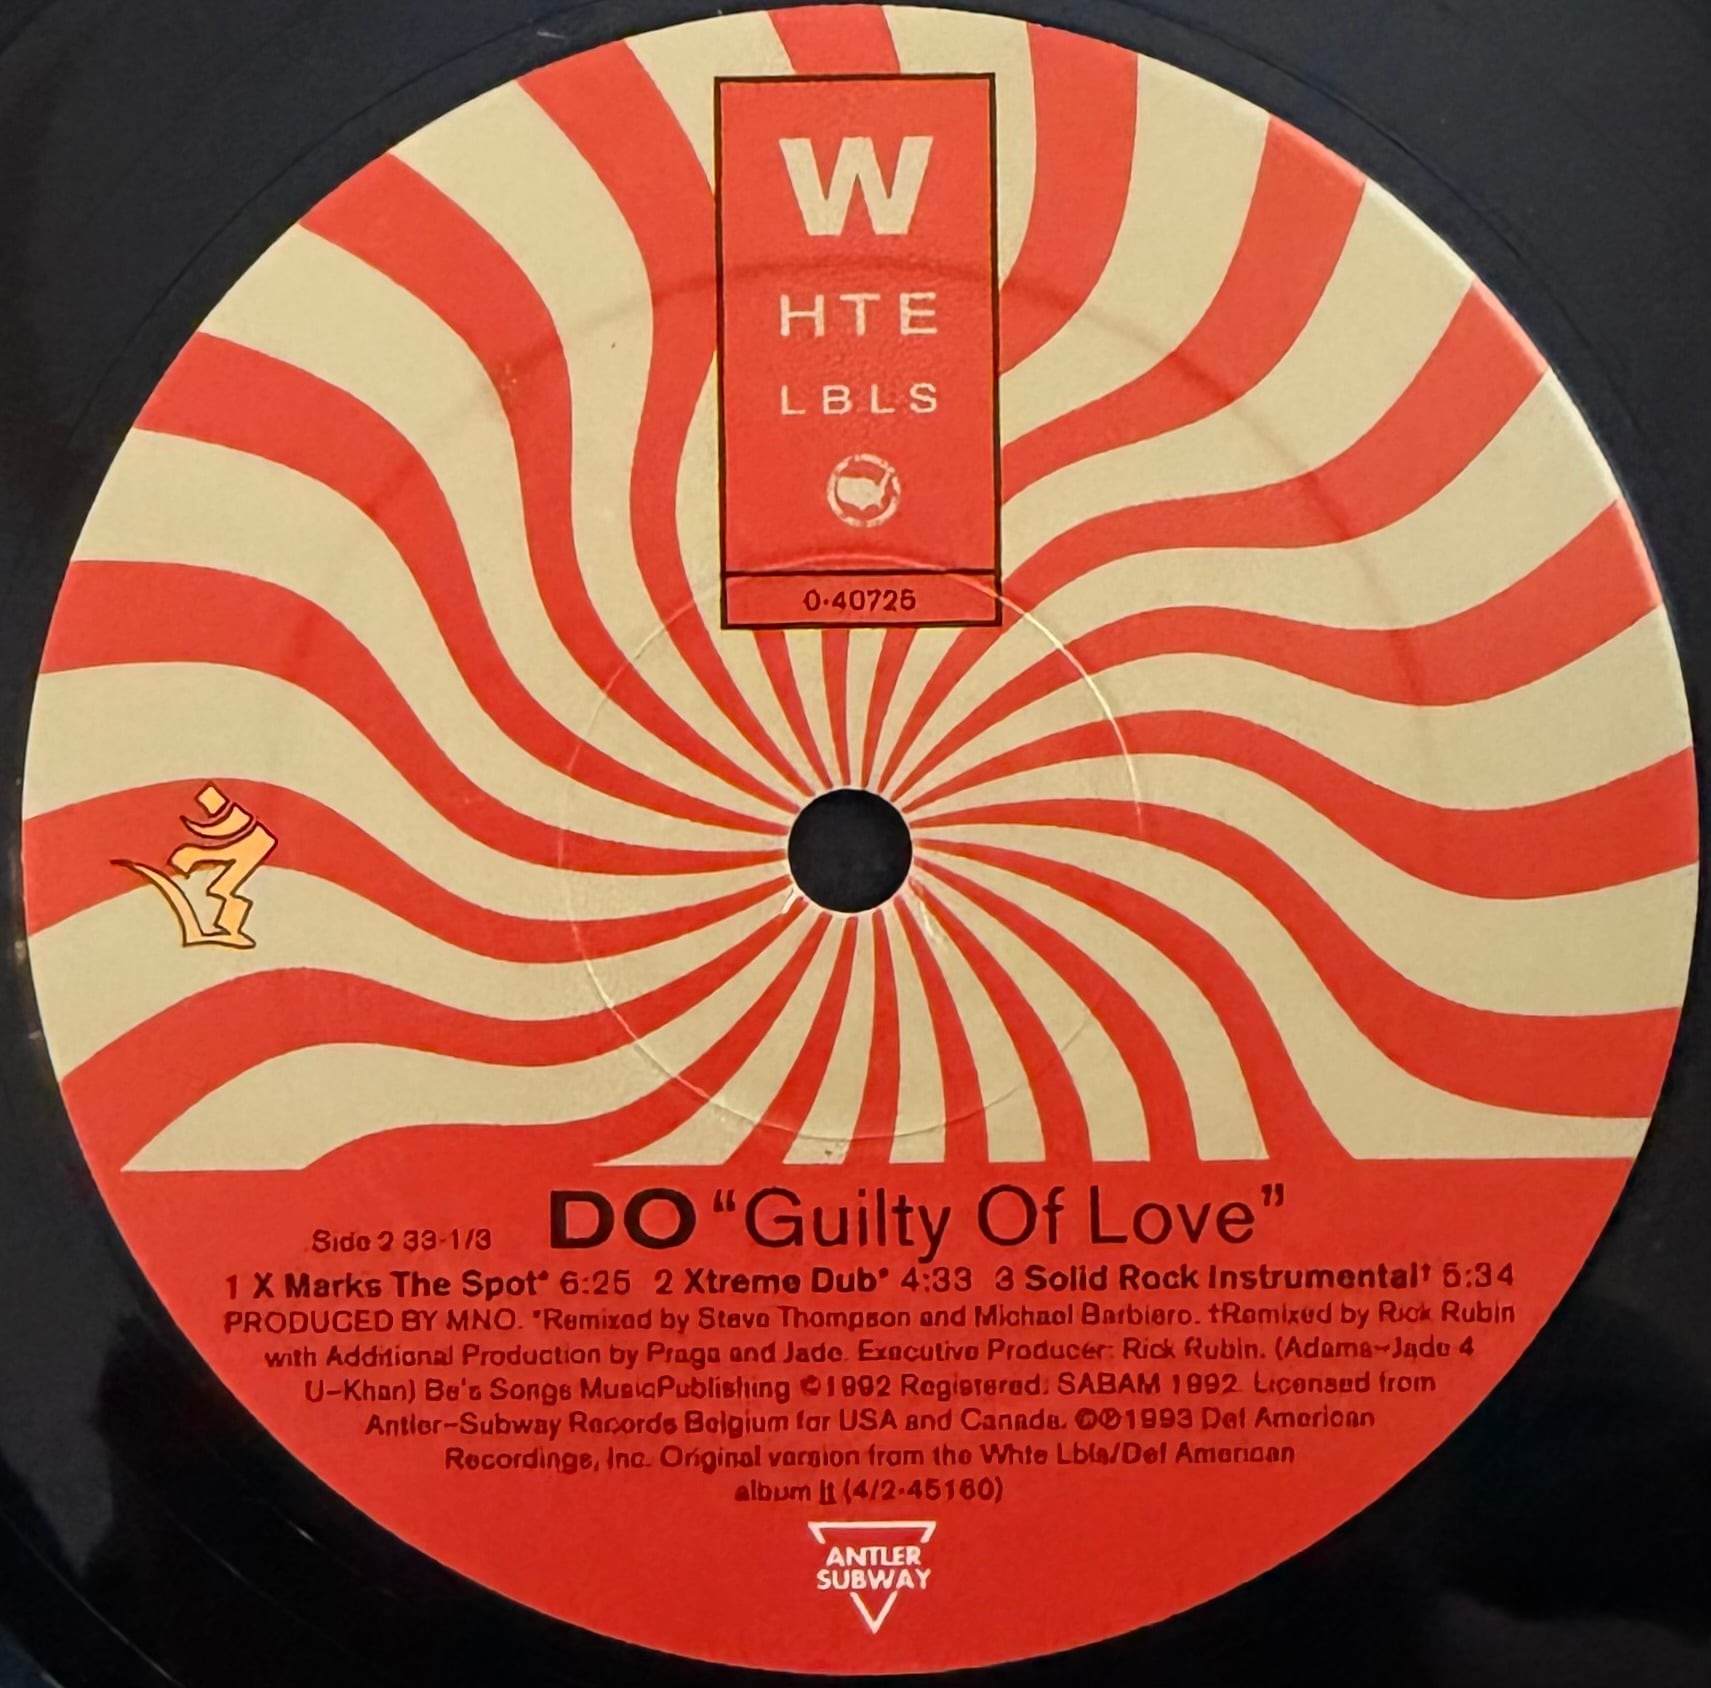 W
HTE
LBLS
0-40725
Side 2 33-1/3
DO “Guilty Of Love”
1 X Marks The Spot* 6:25 2 Xtreme Dub* 4:33 3 Solid Rock Instrumental† 5:34
PRODUCED BY MNO. *Remixed by Steve Thompson and Michael Barbiero. †Remixed by Rick Rubin
with Additional Production by Praga and Jade. Executive Producer: Rick Rubin. (Adams-Jade 4
U-Khan) Be's Songs MusicPublishing ©1992 Registered: SABAM 1992. Licensed from
Antler-Subway Records Belgium for USA and Canada. ©℗1993 Def American
Recordings, Inc. Original version from the Whte Lbls/Def American
album It (4/2-45160)
ANTLER
SUBWAY